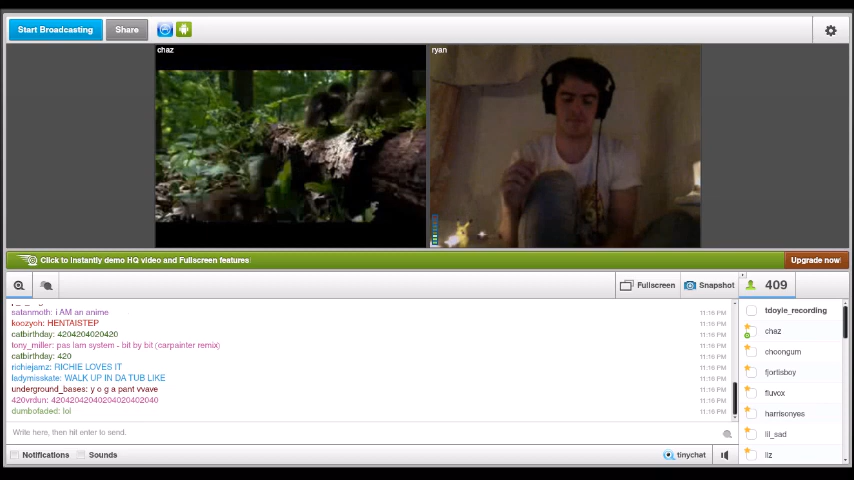 Start Broadcasting
Share
chaz
ryan
Click to instantly demo HQ video and Fullscreen features!
Upgrade now!
Fullscreen
Snapshot
409
satanmoth: i AM an anime 11:16 PM
koozyoh: HENTAISTEP 11:16 PM
catbirthday: 4204204020420 11:16 PM
tony_miller: pas lam system - bit by bit (carpainter remix) 11:16 PM
catbirthday: 420 11:16 PM
richiejamz: RICHIE LOVES IT 11:16 PM
ladymisskate: WALK UP IN DA TUB LIKE 11:16 PM
underground_bases: y o g a pant vvave 11:16 PM
420vrdun: 42042042040204020402040 11:16 PM
dumbofaded: lol 11:16 PM
tdoyle_recording
chaz
choongum
fjortisboy
fluvox
harrisonyes
lil_sad
liz
Write here, then hit enter to send.
Notifications
Sounds
tinychat